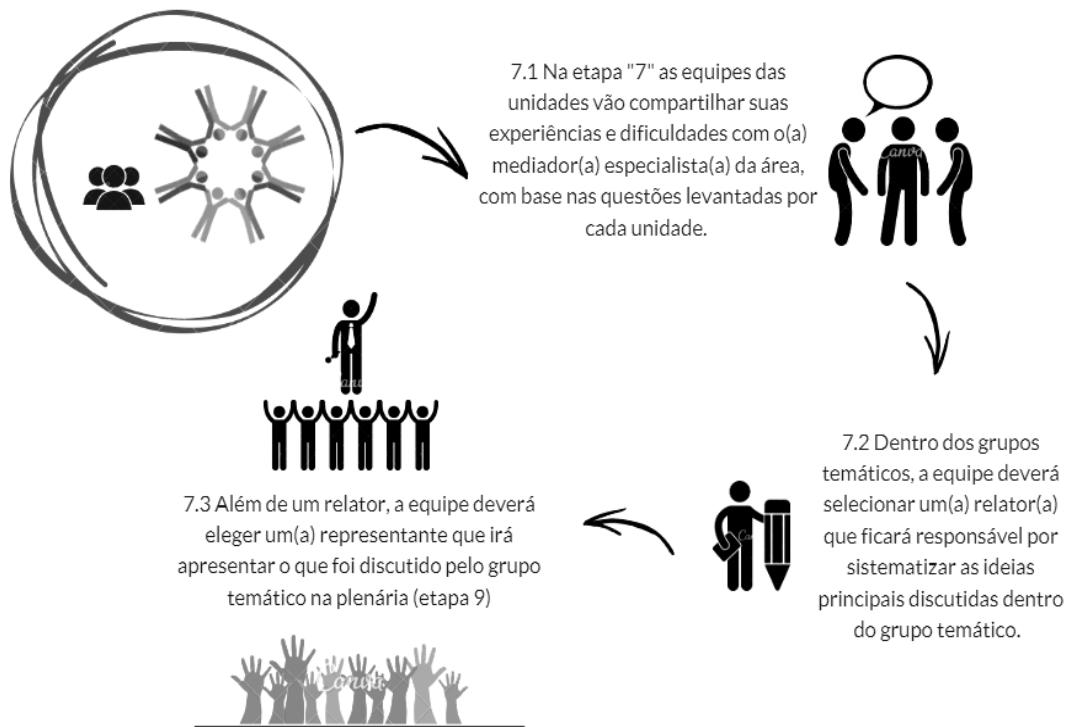 7.1 Na etapa "7" as equipes das
unidades vão compartilhar suas
experiências e dificuldades com o(a)
mediador(a) especialista(a) da área,
com base nas questões levantadas por
cada unidade.
Canva
7.2 Dentro dos grupos
temáticos, a equipe deverá
selecionar um(a) relator(a)
que ficará responsável por
sistematizar as ideias
principais discutidas dentro
do grupo temático.
7.3 Além de um relator, a equipe deverá
eleger um(a) representante que irá
apresentar o que foi discutido pelo grupo
temático na plenária (etapa 9)
Canva